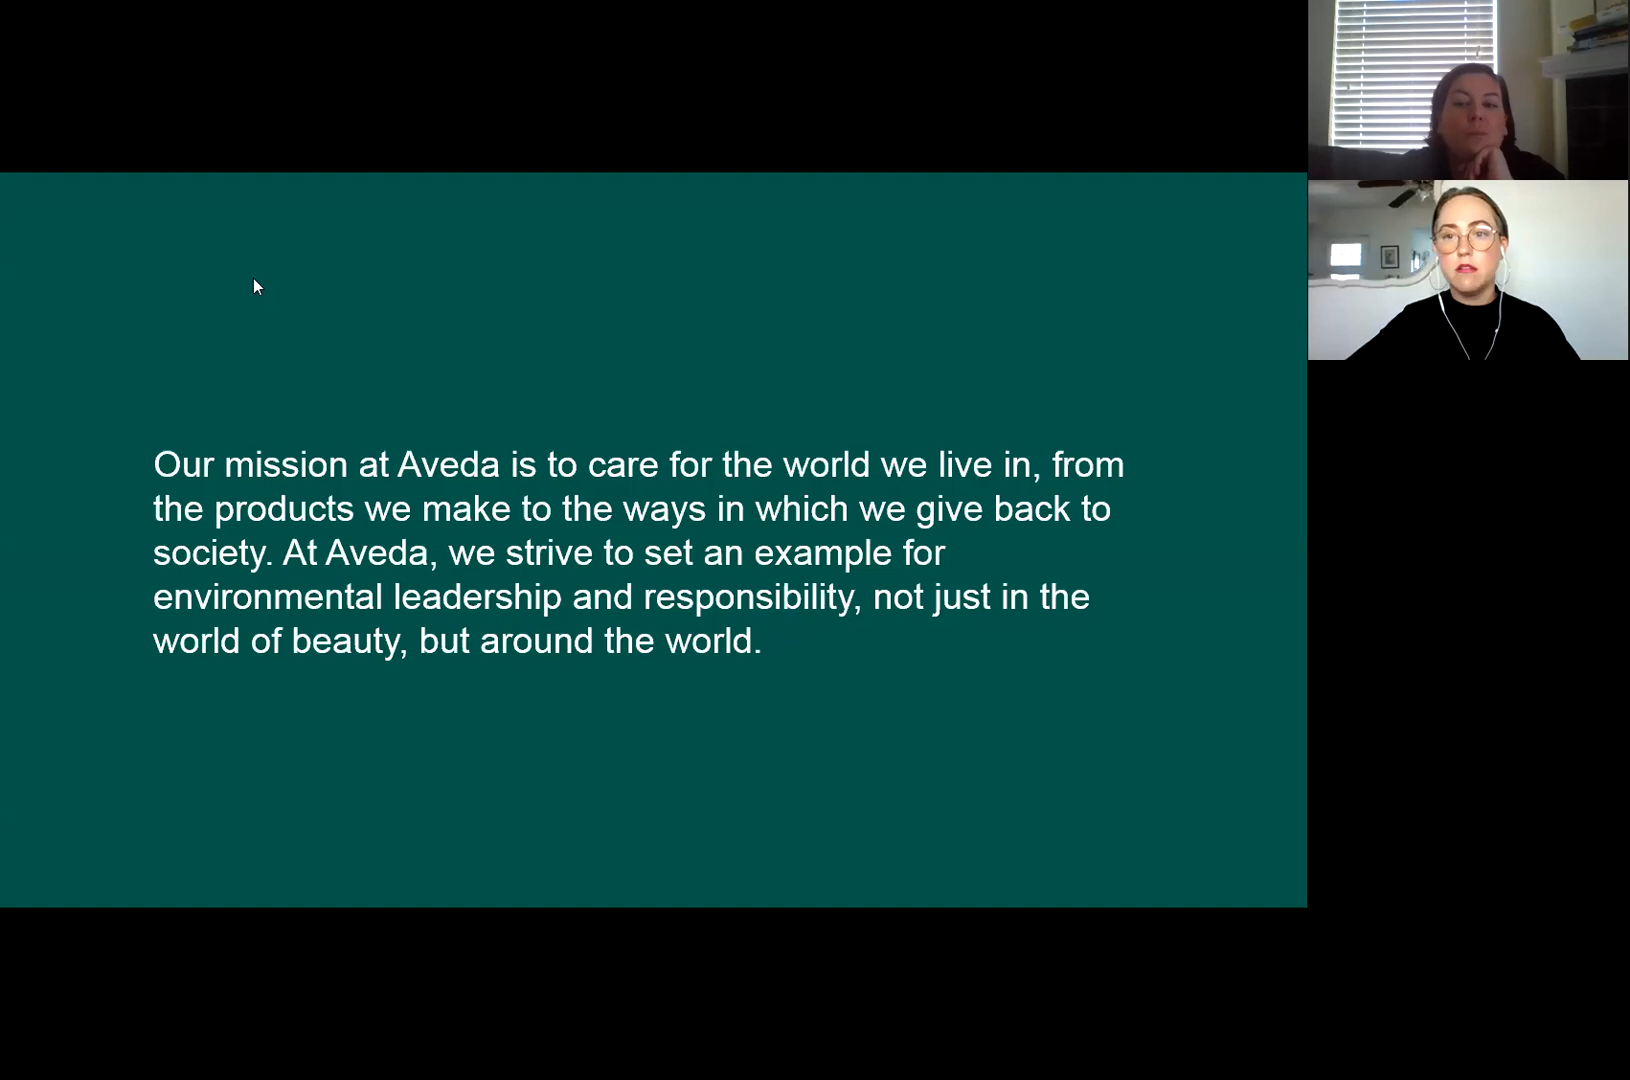 Our mission at Aveda is to care for the world we live in, from
the products we make to the ways in which we give back to
society. At Aveda, we strive to set an example for
environmental leadership and responsibility, not just in the
world of beauty, but around the world.